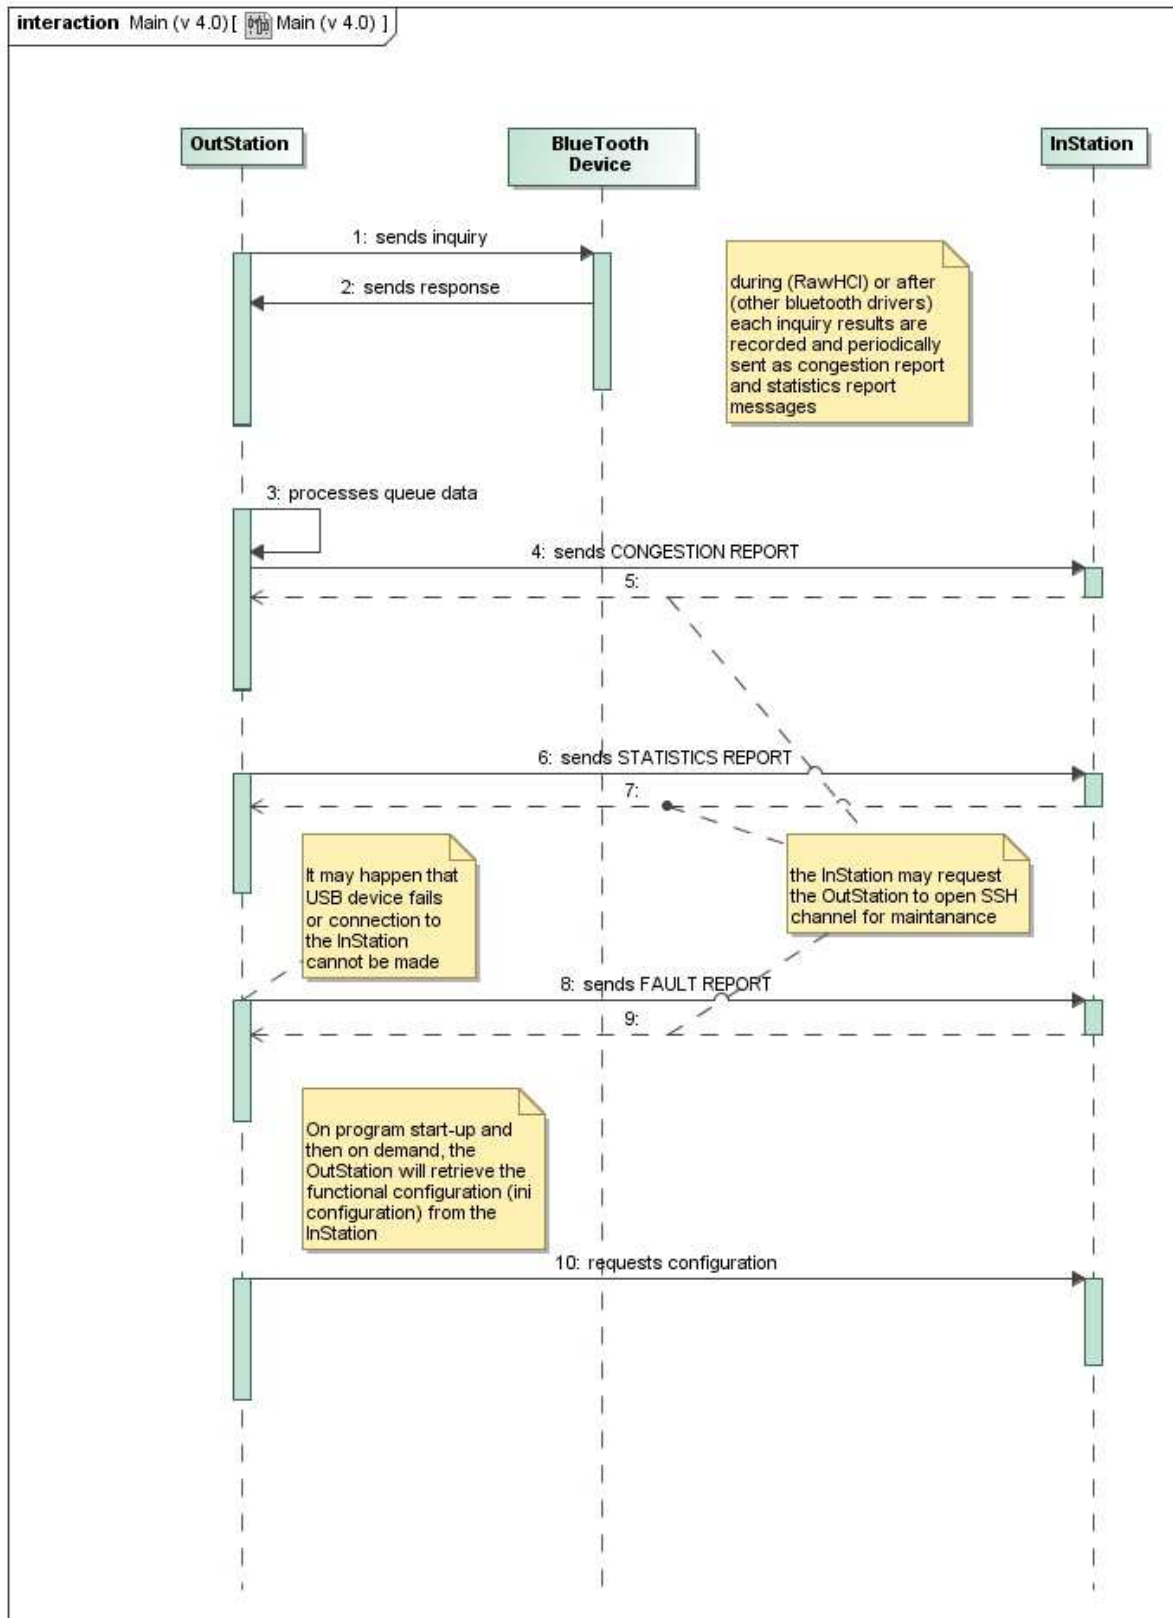 interaction Main (v 4.0) [ Main (v 4.0) ]
OutStation
BlueTooth
Device
InStation
1: sends inquiry
2: sends response
during (RawHCI) or after
(other bluetooth drivers)
each inquiry results are
recorded and periodically
sent as congestion report
and statistics report
messages
3: processes queue data
4: sends CONGESTION REPORT
5:
6: sends STATISTICS REPORT
7:
It may happen that
USB device fails
or connection to
the InStation
cannot be made
the InStation may request
the OutStation to open SSH
channel for maintanance
8: sends FAULT REPORT
9:
On program start-up and
then on demand, the
OutStation will retrieve the
functional configuration (ini
configuration) from the
InStation
10: requests configuration